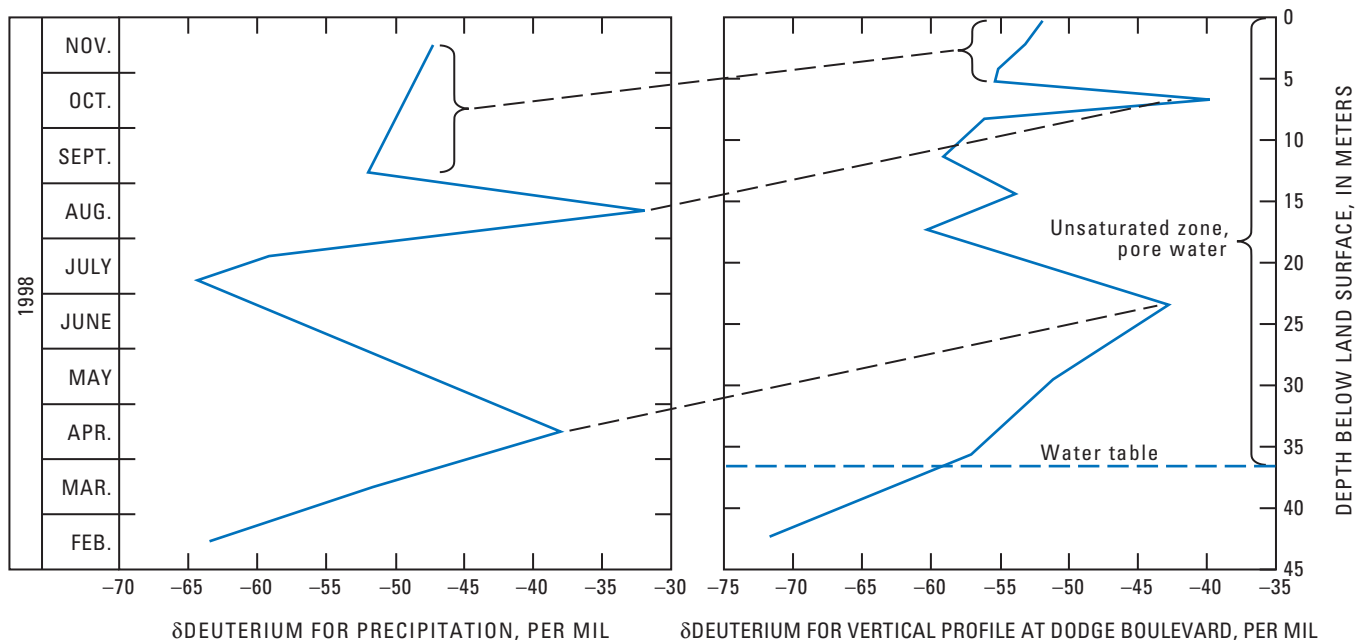 1998
NOV.
OCT.
SEPT.
AUG.
JULY
JUNE
MAY
APR.
MAR.
FEB.
–70 –65 –60 –55 –50 –45 –40 –35 –30
δDEUTERIUM FOR PRECIPITATION, PER MIL
Unsaturated zone,
pore water
Water table
0
5
10
15
20
25
30
35
40
45
DEPTH BELOW LAND SURFACE, IN METERS
–75 –70 –65 –60 –55 –50 –45 –40 –35
δDEUTERIUM FOR VERTICAL PROFILE AT DODGE BOULEVARD, PER MIL